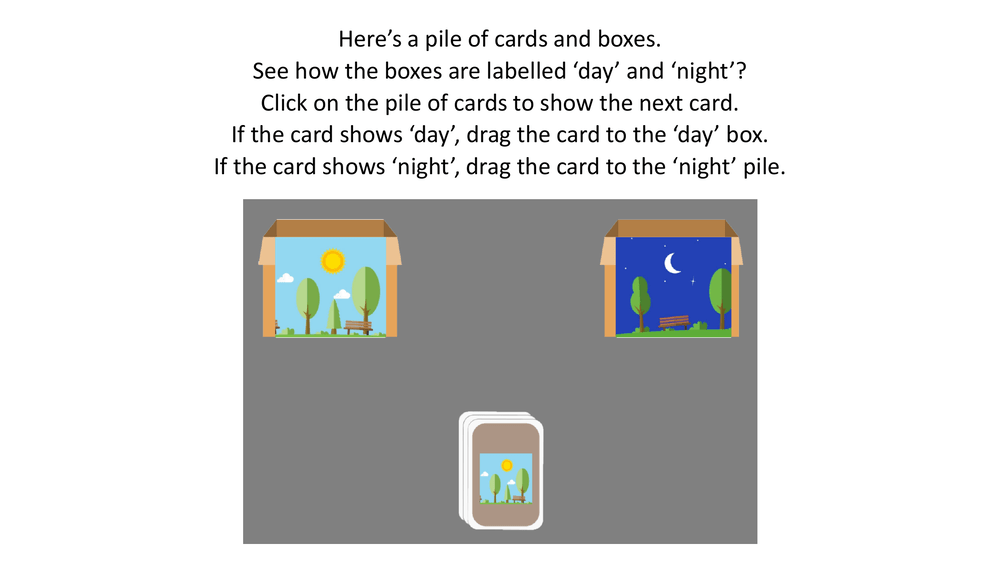 Here’s a pile of cards and boxes.
See how the boxes are labelled ‘day’ and ‘night’?
Click on the pile of cards to show the next card.
If the card shows ‘day’, drag the card to the ‘day’ box.
If the card shows ‘night’, drag the card to the ‘night’ pile.